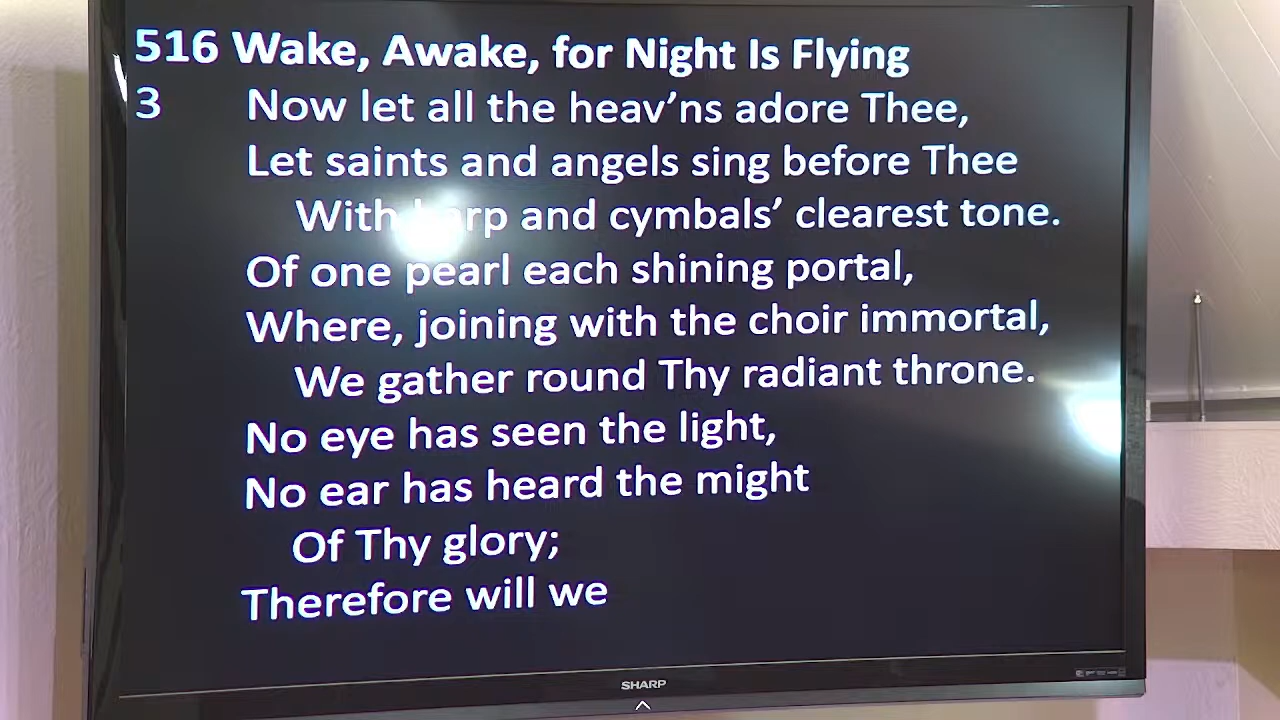 516 Wake, Awake, for Night Is Flying
3 Now let all the heav’ns adore Thee,
Let saints and angels sing before Thee
With harp and cymbals’ clearest tone.
Of one pearl each shining portal,
Where, joining with the choir immortal,
We gather round Thy radiant throne.
No eye has seen the light,
No ear has heard the might
Of Thy glory;
Therefore will we
SHARP